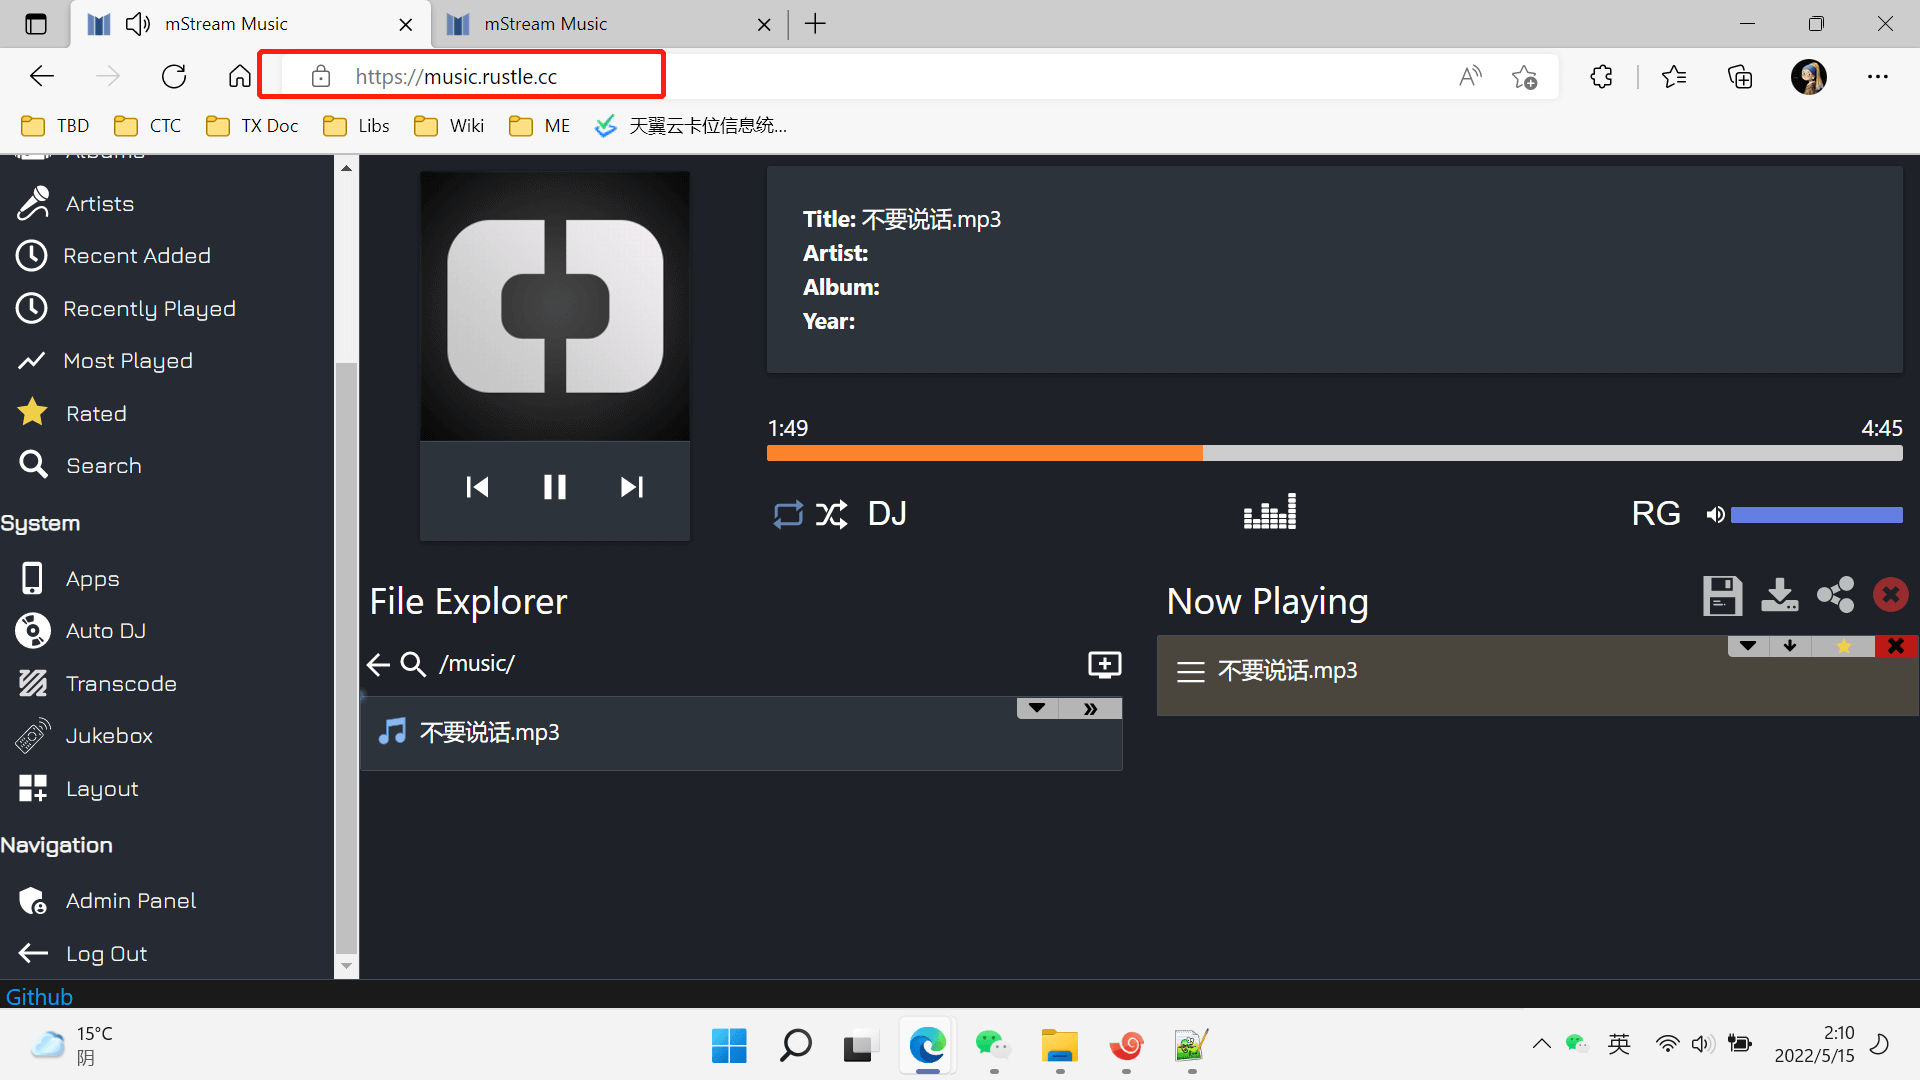 mStream Music
mStream Music
https://music.rustle.cc
TBD
CTC
TX Doc
Libs
Wiki
ME
天翼云卡位信息统...
Albums
Artists
Recent Added
Recently Played
Most Played
Rated
Search
System
Apps
Auto DJ
Transcode
Jukebox
Layout
Navigation
Admin Panel
Log Out
Github
Title: 不要说话.mp3
Artist:
Album:
Year:
1:49
4:45
DJ
RG
File Explorer
/music/
不要说话.mp3
Now Playing
不要说话.mp3
15°C
阴
英
2:10
2022/5/15